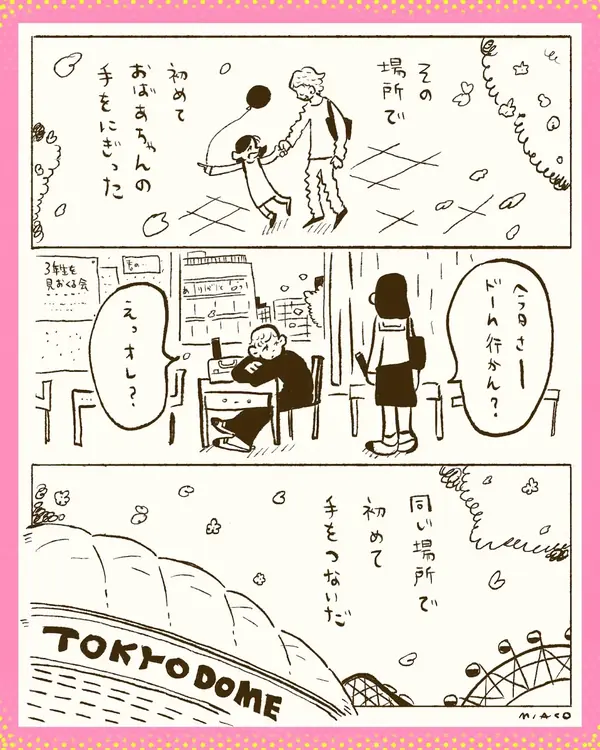 その
場所で
初めて
おばあちゃんの
手をにぎった
今日さー
ドーム行かん?
えっオレ?
3年生を
見おくる会
同じ場所で
初めて
手をつないだ
TOKYO DOME
MIACO